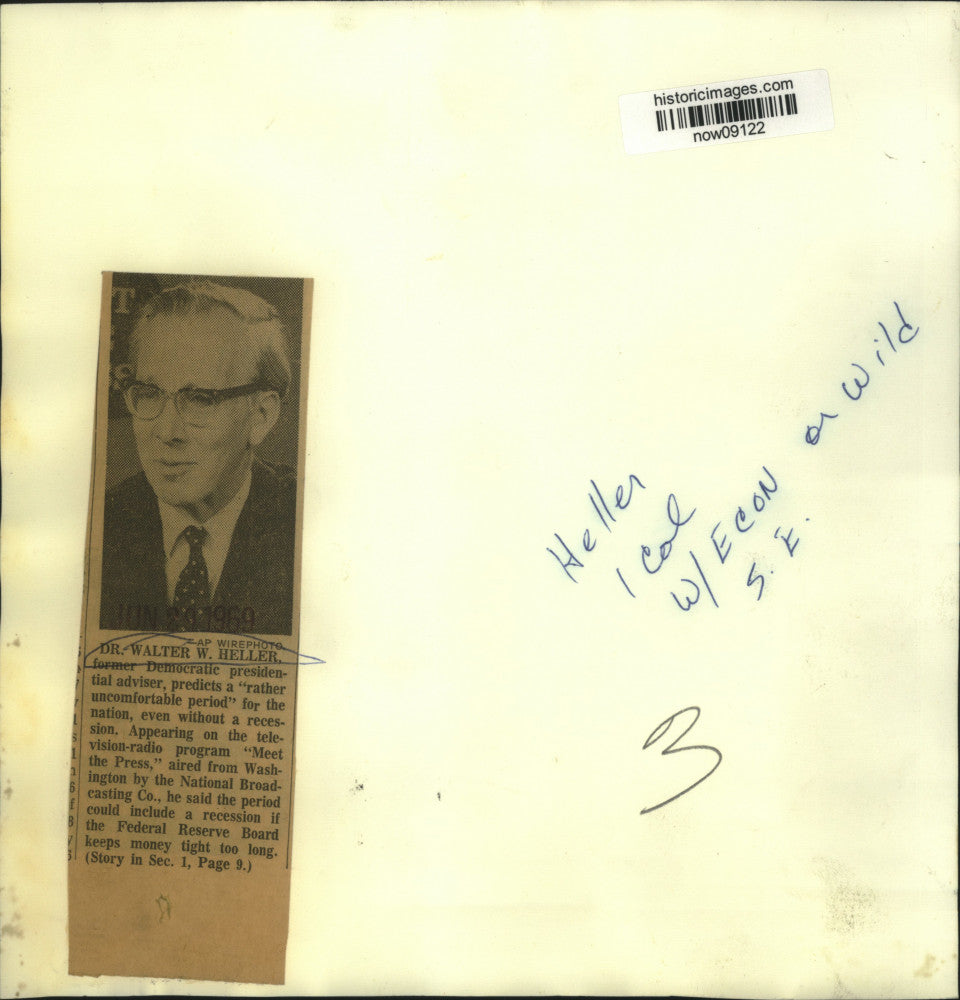 historicimages.com
now09122
T
JUN 1969
AP WIREPHOTO
DR. WALTER W. HELLER,
former Democratic presiden-
tial adviser, predicts a "rather
uncomfortable period" for the
nation, even without a reces-
sion. Appearing on the tele-
vision-radio program "Meet
the Press," aired from Wash-
ington by the National Broad-
casting Co., he said the period
could include a recession if
the Federal Reserve Board
keeps money tight too long.
(Story in Sec. 1, Page 9.)
Heller
1 Col
w/ ECON or Wild
S. E.
3